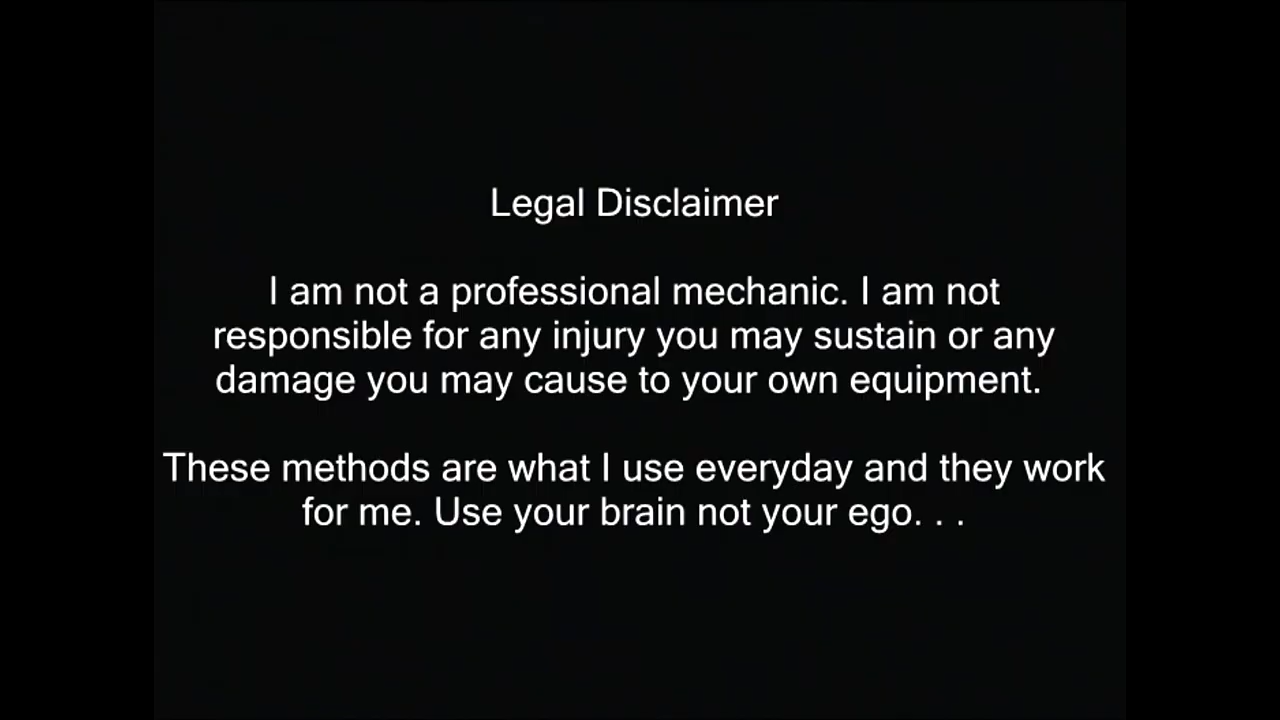 Legal Disclaimer
I am not a professional mechanic. I am not
responsible for any injury you may sustain or any
damage you may cause to your own equipment.
These methods are what I use everyday and they work
for me. Use your brain not your ego. . .